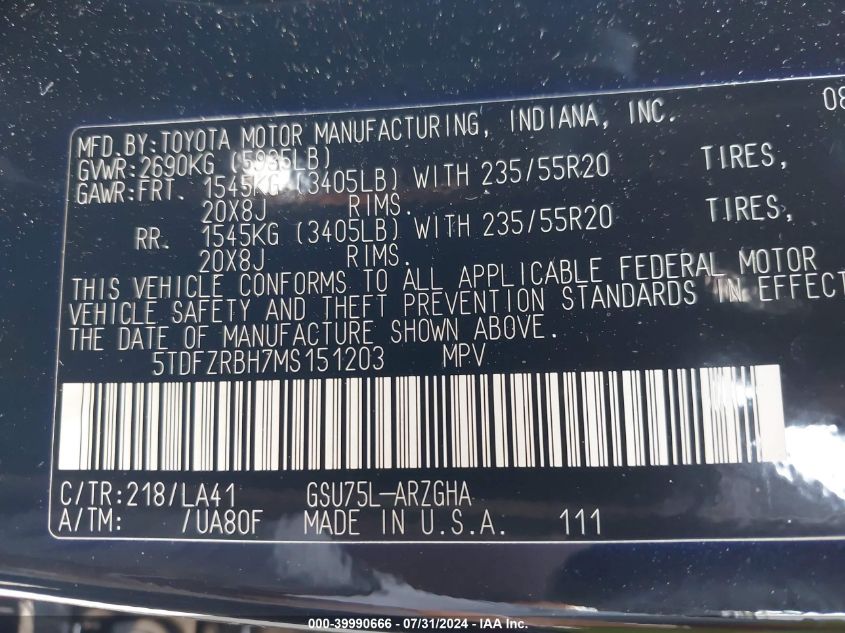 08
MFD.BY:TOYOTA MOTOR MANUFACTURING, INDIANA, INC.
GVWR:2690KG (5935LB)
GAWR:FRT. 1545KG (3405LB) WITH 235/55R20 TIRES,
20X8J RIMS.
RR. 1545KG (3405LB) WITH 235/55R20 TIRES,
20X8J RIMS.
THIS VEHICLE CONFORMS TO ALL APPLICABLE FEDERAL MOTOR
VEHICLE SAFETY AND THEFT PREVENTION STANDARDS IN EFFECT
THE DATE OF MANUFACTURE SHOWN ABOVE.
5TDFZRBH7MS151203 MPV
C/TR:218/LA41 GSU75L-ARZGHA
A/TM: /UA80F MADE IN U.S.A. 111
000-39990666 - 07/31/2024 - IAA Inc.